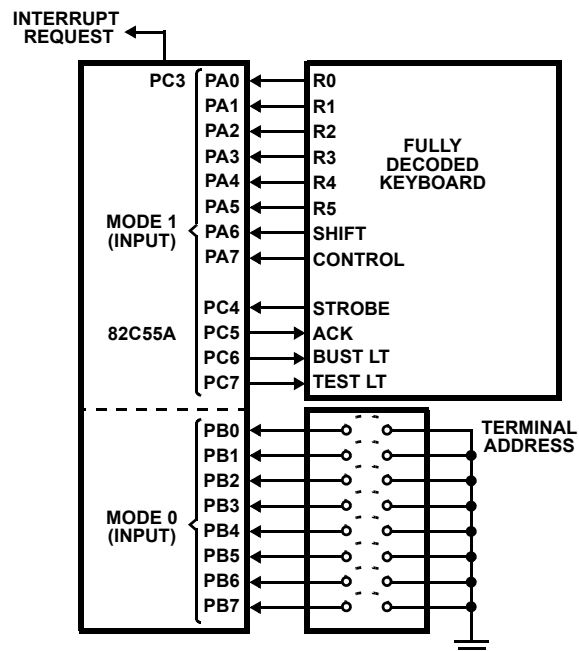 INTERRUPT
REQUEST
PC3 PA0 R0
PA1 R1
PA2 R2
PA3 R3
PA4 R4
PA5 R5
PA6 SHIFT
PA7 CONTROL
FULLY
DECODED
KEYBOARD
MODE 1
(INPUT)
PC4 STROBE
82C55A PC5 ACK
PC6 BUST LT
PC7 TEST LT
PB0
PB1
PB2
PB3
PB4
PB5
PB6
PB7
MODE 0
(INPUT)
TERMINAL
ADDRESS